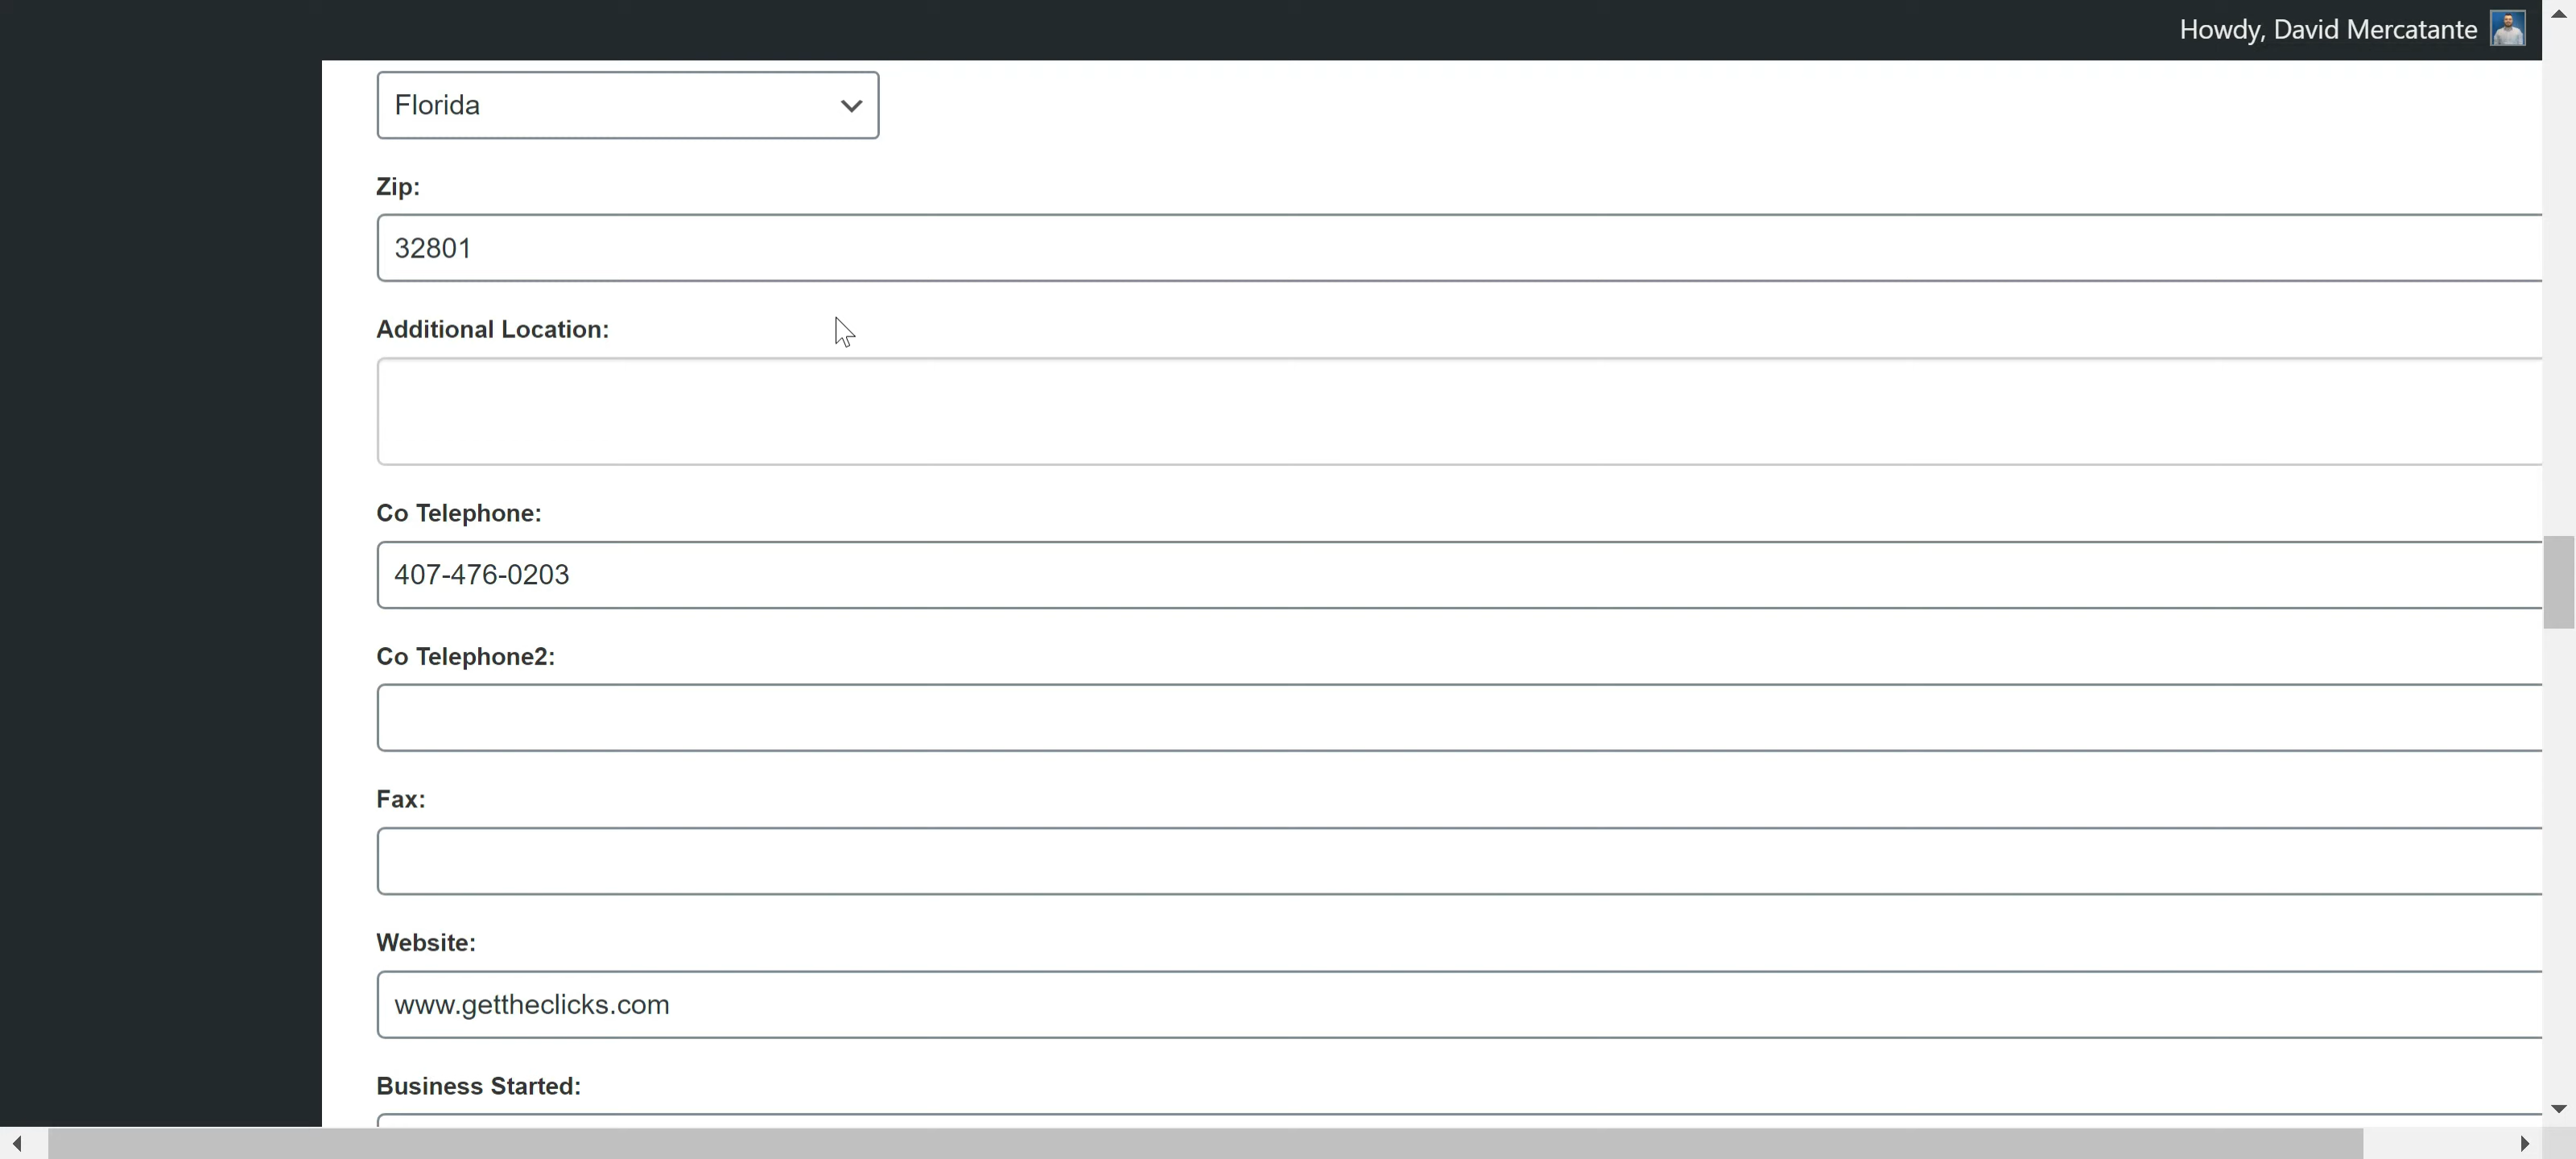 Howdy, David Mercatante
Florida
Zip:
32801
Additional Location:
Co Telephone:
407-476-0203
Co Telephone2:
Fax:
Website:
www.gettheclicks.com
Business Started: